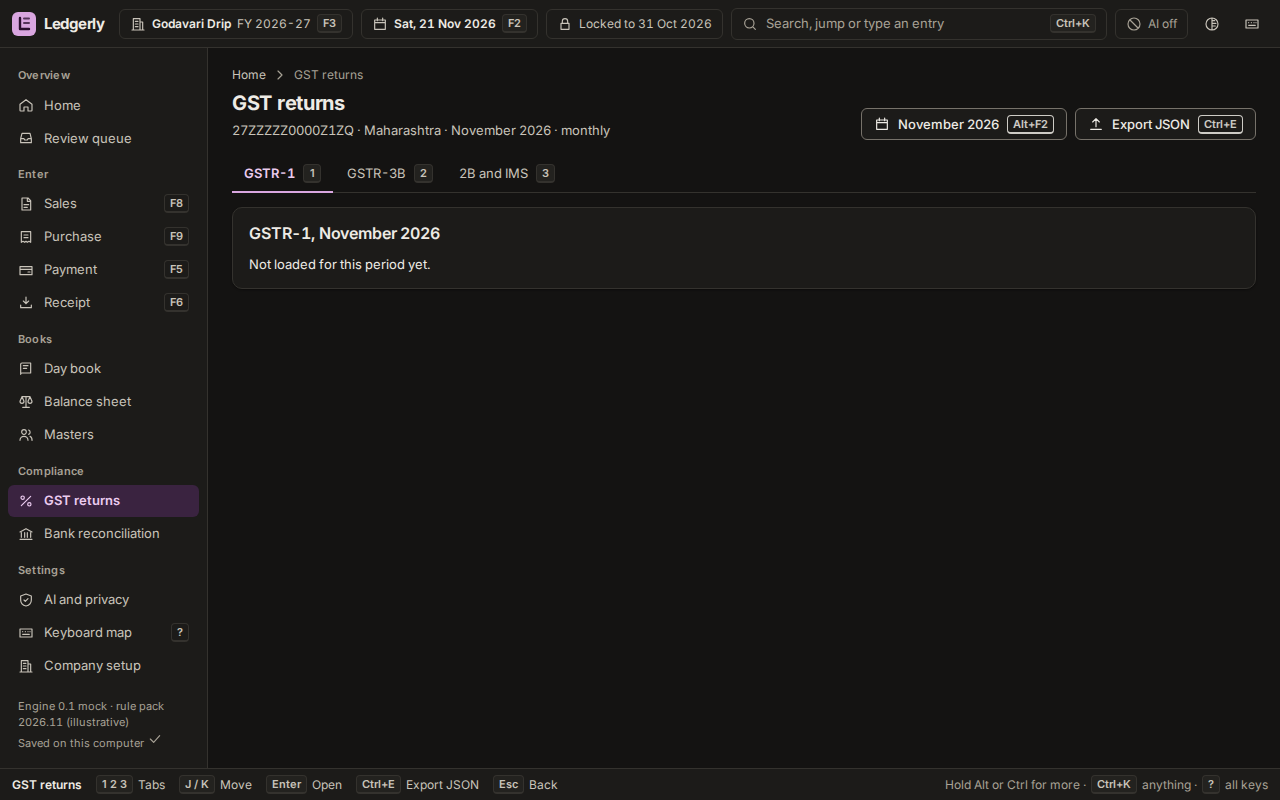 Ledgerly
Godavari Drip FY 2026-27 F3
Sat, 21 Nov 2026 F2
Locked to 31 Oct 2026
Search, jump or type an entry Ctrl+K
AI off
Overview
Home
Review queue
Enter
Sales F8
Purchase F9
Payment F5
Receipt F6
Books
Day book
Balance sheet
Masters
Compliance
GST returns
Bank reconciliation
Settings
AI and privacy
Keyboard map ?
Company setup
Engine 0.1 mock · rule pack
2026.11 (illustrative)
Saved on this computer
Home > GST returns
GST returns
27ZZZZZ0000Z1ZQ · Maharashtra · November 2026 · monthly
November 2026 Alt+F2
Export JSON Ctrl+E
GSTR-1 1 GSTR-3B 2 2B and IMS 3
GSTR-1, November 2026
Not loaded for this period yet.
GST returns 1 2 3 Tabs J / K Move Enter Open Ctrl+E Export JSON Esc Back
Hold Alt or Ctrl for more · Ctrl+K anything · ? all keys